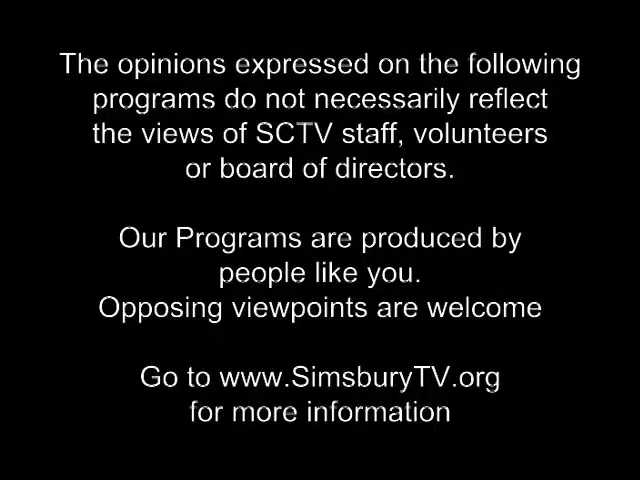 The opinions expressed on the following
programs do not necessarily reflect
the views of SCTV staff, volunteers
or board of directors.
Our Programs are produced by
people like you.
Opposing viewpoints are welcome
Go to www.SimsburyTV.org
for more information